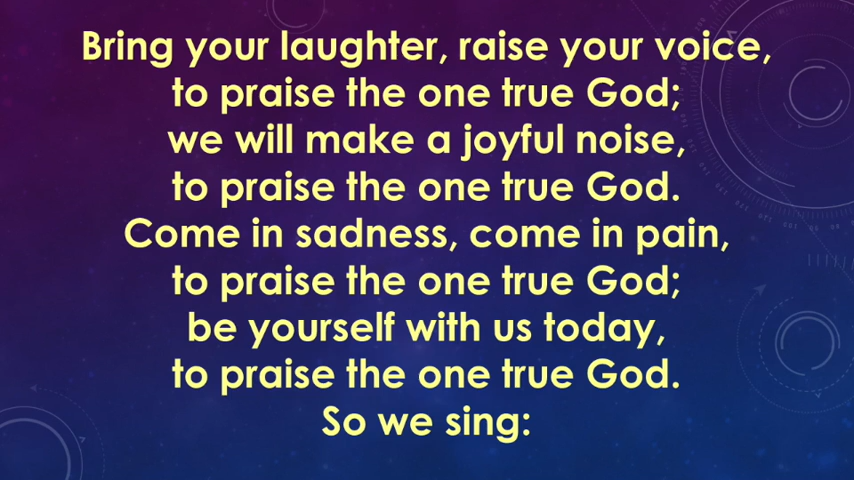 Bring your laughter, raise your voice,
to praise the one true God;
we will make a joyful noise,
to praise the one true God.
Come in sadness, come in pain,
to praise the one true God;
be yourself with us today,
to praise the one true God.
So we sing: